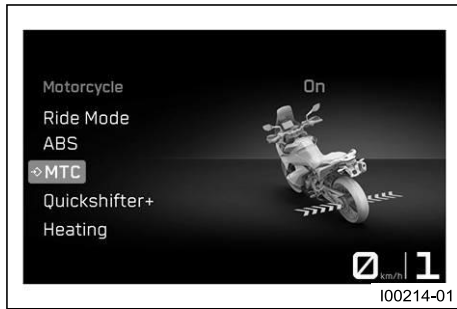 Motorcycle
On
Ride Mode
ABS
MTC
Quickshifter+
Heating
0 km/h 1
I00214-01